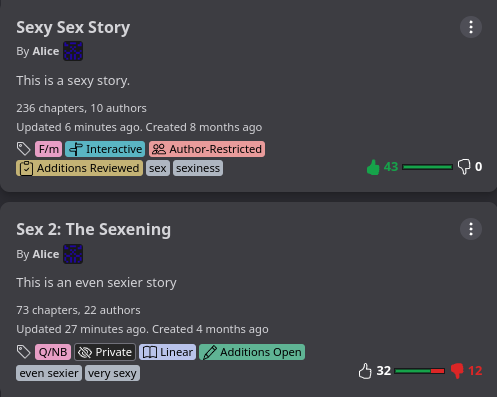 Sexy Sex Story
By Alice
This is a sexy story.
236 chapters, 10 authors
Updated 6 minutes ago. Created 8 months ago
F/m Interactive Author-Restricted
Additions Reviewed sex sexiness
43 0
Sex 2: The Sexening
By Alice
This is an even sexier story
73 chapters, 22 authors
Updated 27 minutes ago. Created 4 months ago
Q/NB Private Linear Additions Open
even sexier very sexy
32 12